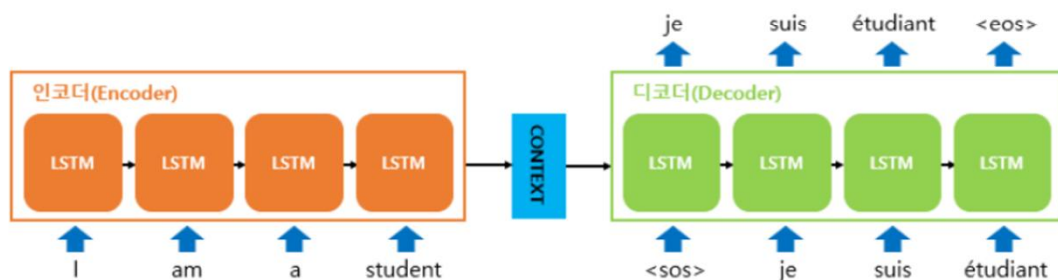 je suis étudiant <eos>
인코더(Encoder)
디코더(Decoder)
LSTM LSTM LSTM LSTM
CONTEXT
LSTM LSTM LSTM LSTM
I am a student
<sos> je suis étudiant